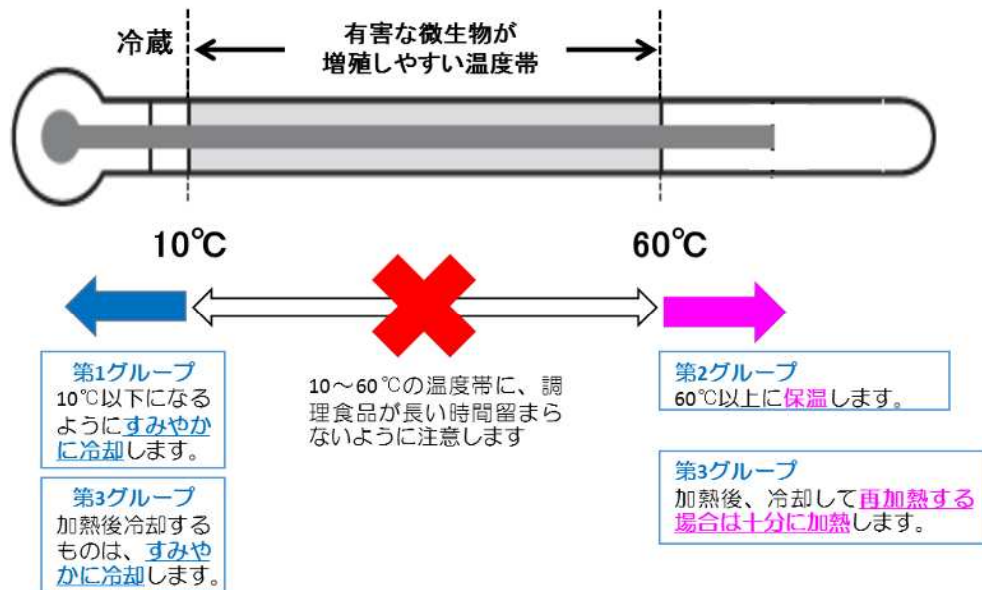 冷蔵
有害な微生物が
増殖しやすい温度帯
10℃
60℃
第1グループ
10℃以下になる
ようにすみやか
に冷却します。
第3グループ
加熱後冷却する
ものは、すみや
かに冷却します。
10～60℃の温度帯に、調
理食品が長い時間留まら
ないように注意します
第2グループ
60℃以上に保温します。
第3グループ
加熱後、冷却して再加熱する
場合は十分に加熱します。